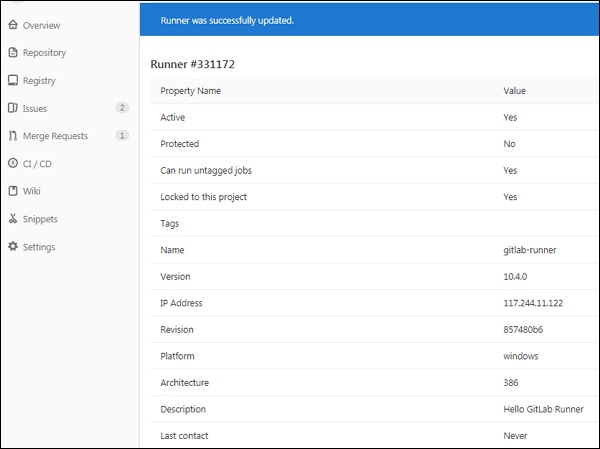 Overview
Repository
Registry
Issues 2
Merge Requests 1
CI / CD
Wiki
Snippets
Settings
Runner was successfully updated.
Runner #331172
Property Name Value
Active Yes
Protected No
Can run untagged jobs Yes
Locked to this project Yes
Tags
Name gitlab-runner
Version 10.4.0
IP Address 117.244.11.122
Revision 857480b6
Platform windows
Architecture 386
Description Hello GitLab Runner
Last contact Never